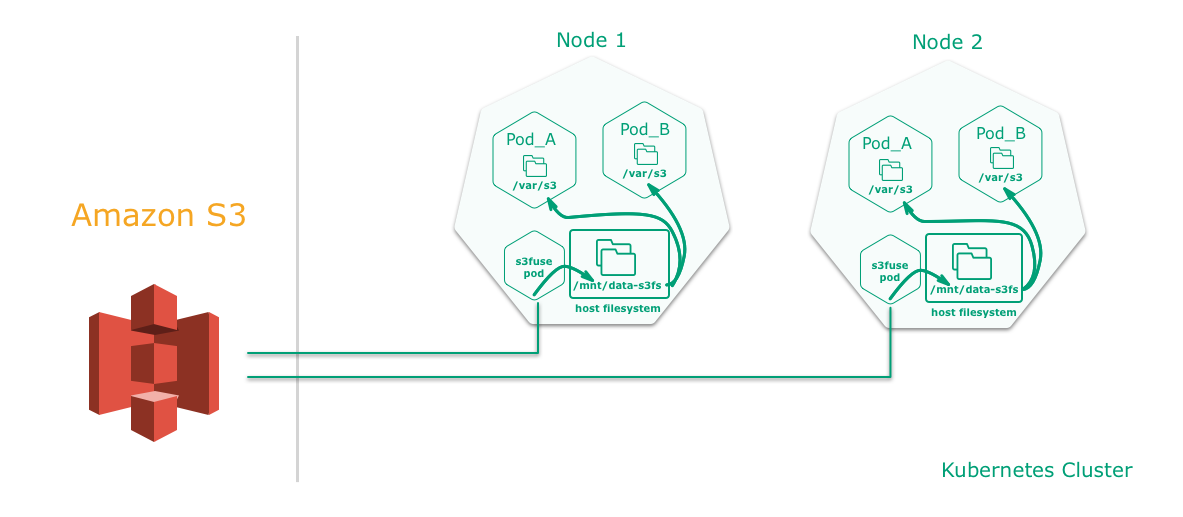 Node 1
Node 2
Pod_A
/var/s3
Pod_B
/var/s3
s3fuse
pod
/mnt/data-s3fs
host filesystem
Pod_A
/var/s3
Pod_B
/var/s3
s3fuse
pod
/mnt/data-s3fs
host filesystem
Amazon S3
Kubernetes Cluster